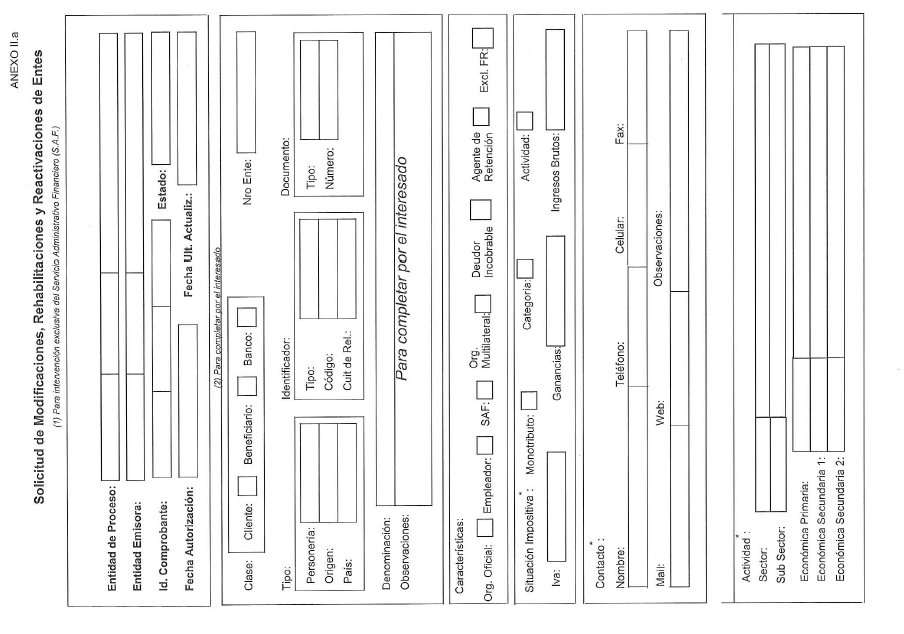 ANEXO II.a
Solicitud de Modificaciones, Rehabilitaciones y Reactivaciones de Entes
(1) Para intervención exclusiva del Servicio Administrativo Financiero (S.A.F.)
Entidad de Proceso:
Entidad Emisora:
Id. Comprobante: Estado:
Fecha Autorización: Fecha Ult. Actualiz.:
(2) Para completar por el interesado
Clase: Cliente: Beneficiario: Banco: Nro Ente:
Tipo: Identificador: Documento:
Personería: Tipo: Tipo:
Origen: Código: Número:
País: Cuit de Rel.:
Denominación: Para completar por el interesado
Observaciones:
Características:
Org. Oficial: Empleador: SAF: Org. Multilateral: Deudor Incobrable Agente de Retención Excl. FR:
Situación Impositiva *: Monotributo: Categoría: Actividad:
Iva: Ganancias: Ingresos Brutos:
Contacto *:
Nombre: Teléfono: Celular: Fax:
Mail: Web: Observaciones:
Actividad *:
Sector:
Sub Sector:
Económica Primaria:
Económica Secundaria 1:
Económica Secundaria 2: